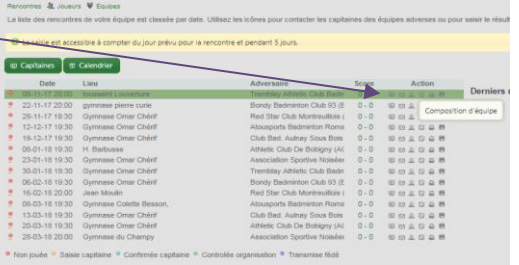 Rencontres Joueurs Equipes
La liste des rencontres de votre équipe est classée par date. Utilisez les icônes pour contacter les capitaines des équipes adverses ou pour saisir le résult
La saisie est accessible à compter du jour prévu pour la rencontre et pendant 5 jours.
Capitaines Calendrier
Date Lieu Adversaire Score Action
Derniers
06-11-17 20:00 toussaint Louverture Tremblay Athletic Club Badm 0 - 0
22-11-17 20:00 gymnase pierre curie Bondy Badminton Club 93 (E 0 - 0
Composition d'équipe
28-11-17 19:30 Gymnase Omar Chérif Red Star Club Montreuillois ( 0 - 0
12-12-17 19:30 Gymnase Omar Chérif Atousports Badminton Roma 0 - 0
19-12-17 19:30 Gymnase Omar Chérif Club Bad. Aulnay Sous Bois 0 - 0
08-01-18 19:30 H. Barbusse Athletic Club De Bobigny (AC 0 - 0
23-01-18 19:30 Gymnase Omar Chérif Association Sportive Noisée 0 - 0
30-01-18 19:30 Gymnase Omar Chérif Tremblay Athletic Club Badm 0 - 0
06-02-18 19:30 Gymnase Omar Chérif Bondy Badminton Club 93 (E 0 - 0
16-02-18 20:00 Jean Moulin Red Star Club Montreuillois ( 0 - 0
08-03-18 19:30 Gymnase Colette Besson, Atousports Badminton Roma 0 - 0
13-03-18 19:30 Gymnase Omar Chérif Club Bad. Aulnay Sous Bois 0 - 0
20-03-18 19:30 Gymnase Omar Chérif Athletic Club De Bobigny (AC 0 - 0
28-03-18 20:00 Gymnase du Champy Association Sportive Noisée 0 - 0
Non jouée Saisie capitaine Confirmée capitaine Controlée organisation Transmise fédé